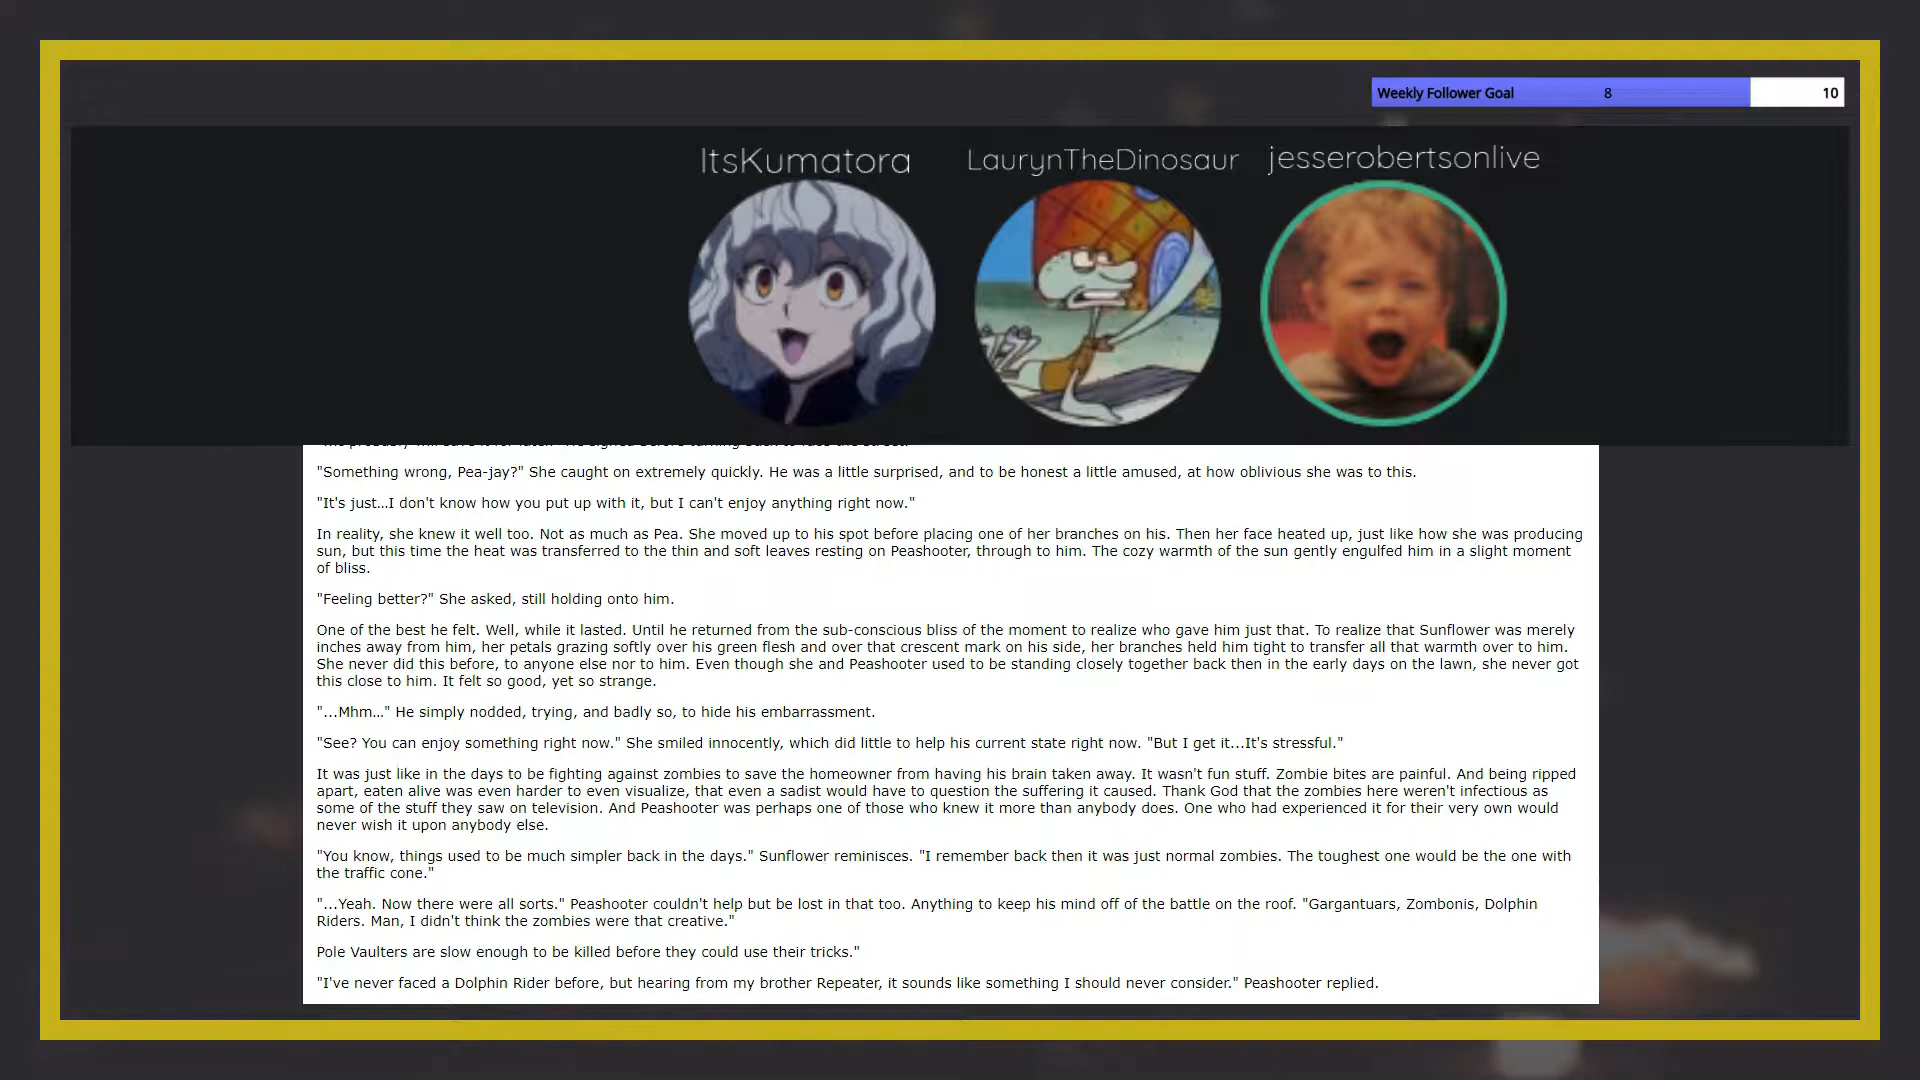 Weekly Follower Goal 8 10
ItsKumatora LaurynTheDinosaur jesserobertsonlive
"Something wrong, Pea-jay?" She caught on extremely quickly. He was a little surprised, and to be honest a little amused, at how oblivious she was to this.
"It's just...I don't know how you put up with it, but I can't enjoy anything right now."
In reality, she knew it well too. Not as much as Pea. She moved up to his spot before placing one of her branches on his. Then her face heated up, just like how she was producing
sun, but this time the heat was transferred to the thin and soft leaves resting on Peashooter, through to him. The cozy warmth of the sun gently engulfed him in a slight moment
of bliss.
"Feeling better?" She asked, still holding onto him.
One of the best he felt. Well, while it lasted. Until he returned from the sub-conscious bliss of the moment to realize who gave him just that. To realize that Sunflower was merely
inches away from him, her petals grazing softly over his green flesh and over that crescent mark on his side, her branches held him tight to transfer all that warmth over to him.
She never did this before, to anyone else nor to him. Even though she and Peashooter used to be standing closely together back then in the early days on the lawn, she never got
this close to him. It felt so good, yet so strange.
"...Mhm..." He simply nodded, trying, and badly so, to hide his embarrassment.
"See? You can enjoy something right now." She smiled innocently, which did little to help his current state right now. "But I get it...It's stressful."
It was just like in the days to be fighting against zombies to save the homeowner from having his brain taken away. It wasn't fun stuff. Zombie bites are painful. And being ripped
apart, eaten alive was even harder to even visualize, that even a sadist would have to question the suffering it caused. Thank God that the zombies here weren't infectious as
some of the stuff they saw on television. And Peashooter was perhaps one of those who knew it more than anybody does. One who had experienced it for their very own would
never wish it upon anybody else.
"You know, things used to be much simpler back in the days." Sunflower reminisces. "I remember back then it was just normal zombies. The toughest one would be the one with
the traffic cone."
"...Yeah. Now there were all sorts." Peashooter couldn't help but be lost in that too. Anything to keep his mind off of the battle on the roof. "Gargantuars, Zombonis, Dolphin
Riders. Man, I didn't think the zombies were that creative."
Pole Vaulters are slow enough to be killed before they could use their tricks."
"I've never faced a Dolphin Rider before, but hearing from my brother Repeater, it sounds like something I should never consider." Peashooter replied.